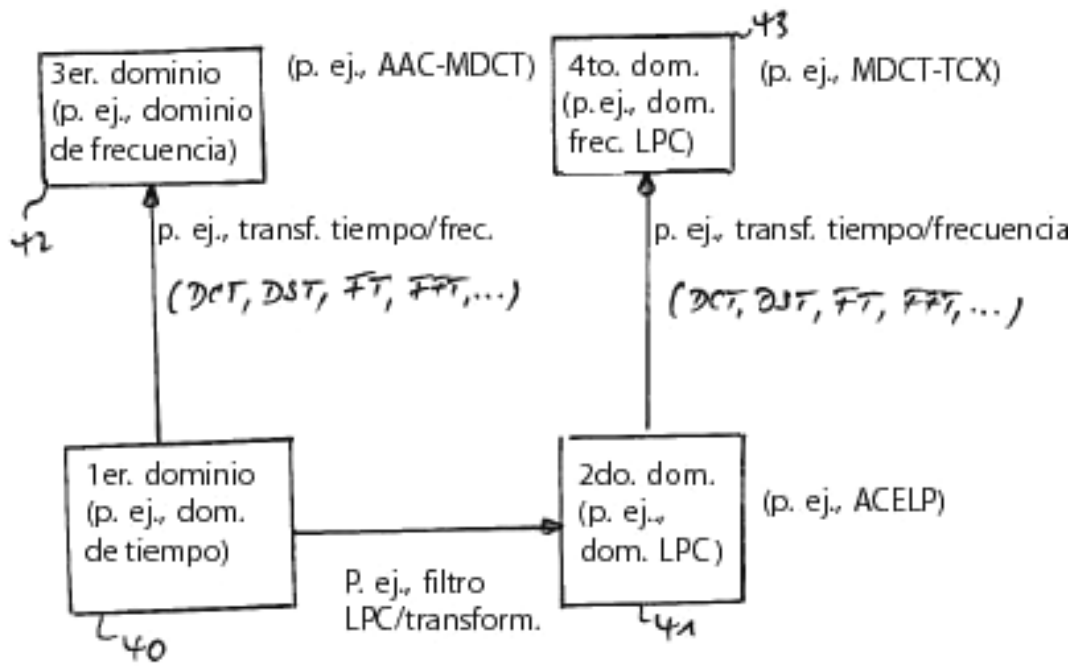 43
3er. dominio
(p. ej., dominio
de frecuencia)
(p. ej., AAC-MDCT)
4to. dom.
(p.ej., dom.
frec. LPC)
(p. ej., MDCT-TCX)
42
p. ej., transf. tiempo/frec.
(DCT, DST, FT, FFT,...)
p. ej., transf. tiempo/frecuencia
(DCT, DST, FT, FFT,...)
1er. dominio
(p. ej., dom.
de tiempo)
2do. dom.
(p. ej.,
dom. LPC)
(p. ej., ACELP)
P. ej., filtro
LPC/transform.
40
41